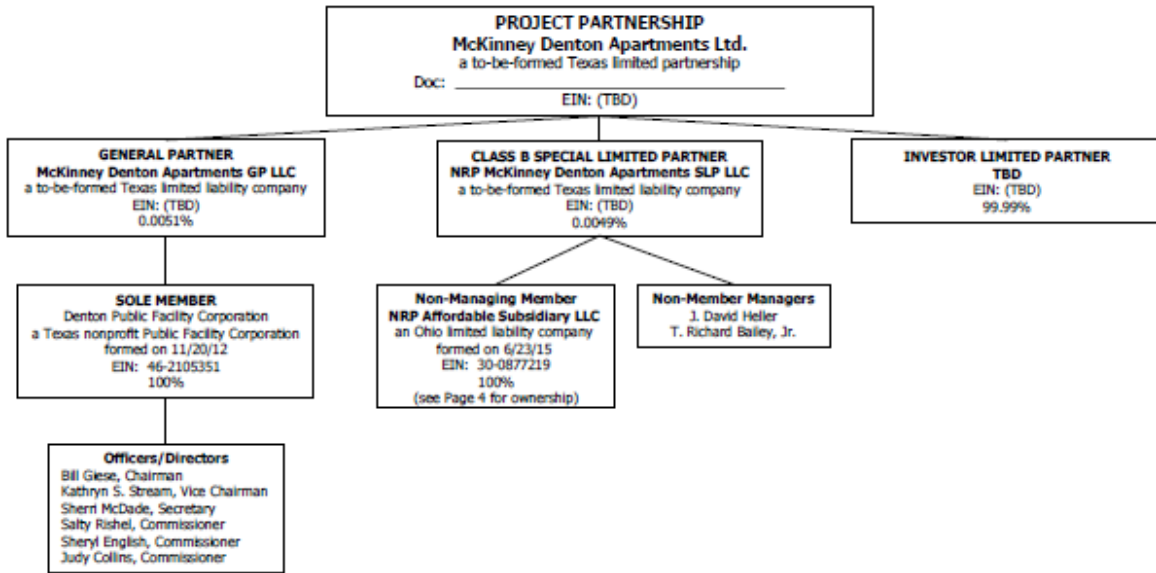 PROJECT PARTNERSHIP
McKinney Denton Apartments Ltd.
a to-be-formed Texas limited partnership
Doc: ____________________
EIN: (TBD)
GENERAL PARTNER
McKinney Denton Apartments GP LLC
a to-be-formed Texas limited liability company
EIN: (TBD)
0.0051%
CLASS B SPECIAL LIMITED PARTNER
NRP McKinney Denton Apartments SLP LLC
a to-be-formed Texas limited liability company
EIN: (TBD)
0.0049%
INVESTOR LIMITED PARTNER
TBD
EIN: (TBD)
99.99%
SOLE MEMBER
Denton Public Facility Corporation
a Texas nonprofit Public Facility Corporation
formed on 11/20/12
EIN: 46-2105351
100%
Non-Managing Member
NRP Affordable Subsidiary LLC
an Ohio limited liability company
formed on 6/23/15
EIN: 30-0877219
100%
(see Page 4 for ownership)
Non-Member Managers
J. David Heller
T. Richard Bailey, Jr.
Officers/Directors
Bill Giese, Chairman
Kathryn S. Stream, Vice Chairman
Sherri McDade, Secretary
Salty Rishel, Commissioner
Sheryl English, Commissioner
Judy Collins, Commissioner